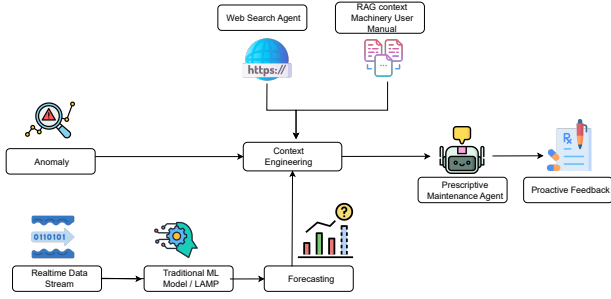 Web Search Agent
RAG context
Machinery User
Manual
https://
...
Anomaly
Context
Engineering
Prescriptive
Maintenance Agent
Rx
Proactive Feedback
0110101
?
Realtime Data
Stream
Traditional ML
Model / LAMP
Forecasting